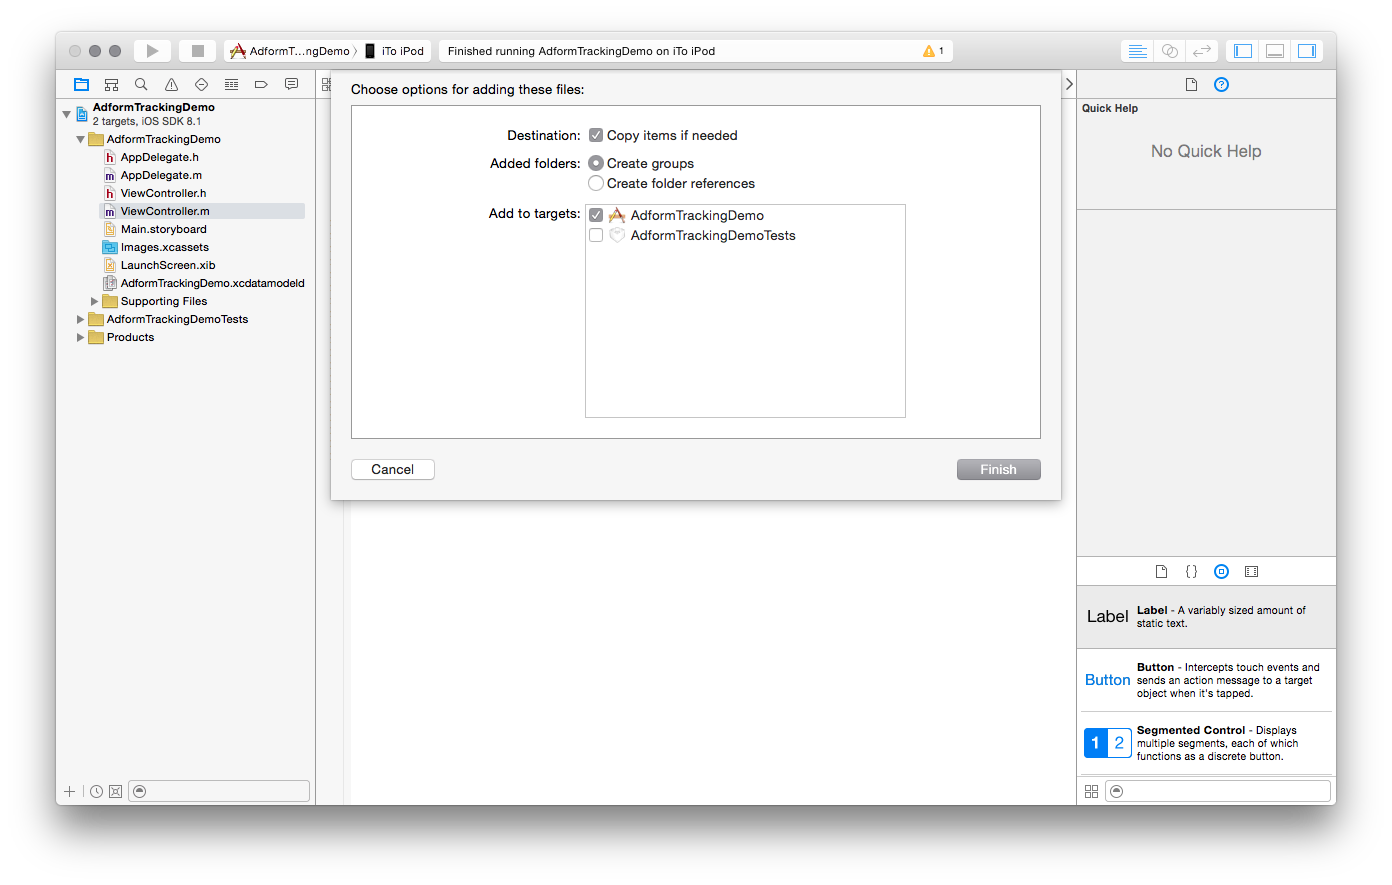 AdformT...ngDemo
iTo iPod
Finished running AdformTrackingDemo on iTo iPod
1
AdformTrackingDemo
2 targets, iOS SDK 8.1
AdformTrackingDemo
h AppDelegate.h
m AppDelegate.m
h ViewController.h
m ViewController.m
Main.storyboard
Images.xcassets
LaunchScreen.xib
AdformTrackingDemo.xcdatamodeld
Supporting Files
AdformTrackingDemoTests
Products
Choose options for adding these files:
Destination: Copy items if needed
Added folders: Create groups
Create folder references
Add to targets: AdformTrackingDemo
AdformTrackingDemoTests
Cancel
Finish
Quick Help
No Quick Help
Label
Label - A variably sized amount of
static text.
Button
Button - Intercepts touch events and
sends an action message to a target
object when it's tapped.
1 2
Segmented Control - Displays
multiple segments, each of which
functions as a discrete button.